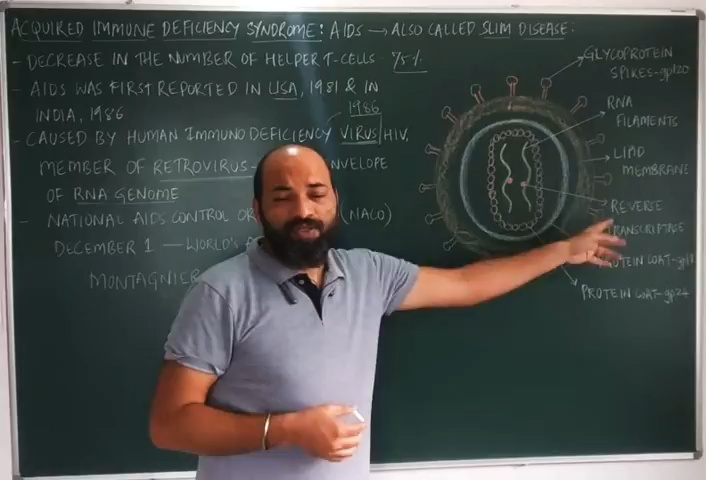 ACQUIRED IMMUNE DEFICIENCY SYNDROME: AIDS → ALSO CALLED SLIM DISEASE:
- DECREASE IN THE NUMBER OF HELPER T-CELLS - 75%
- AIDS WAS FIRST REPORTED IN USA, 1981 & IN
INDIA, 1986
1986
- CAUSED BY HUMAN IMMUNO DEFICIENCY VIRUS/HIV.
MEMBER OF RETROVIRUS- NVELOPE
OF RNA GENOME
- NATIONAL AIDS CONTROL OR (NACO)
DECEMBER 1 — WORLD'S A
MONTAGNIER
GLYCOPROTEIN
SPIKES-gp120
RNA
FILAMENTS
LIPID
MEMBRANE
REVERSE
TRANSCRIPTASE
COAT-gp
PROTEIN COAT-gp24